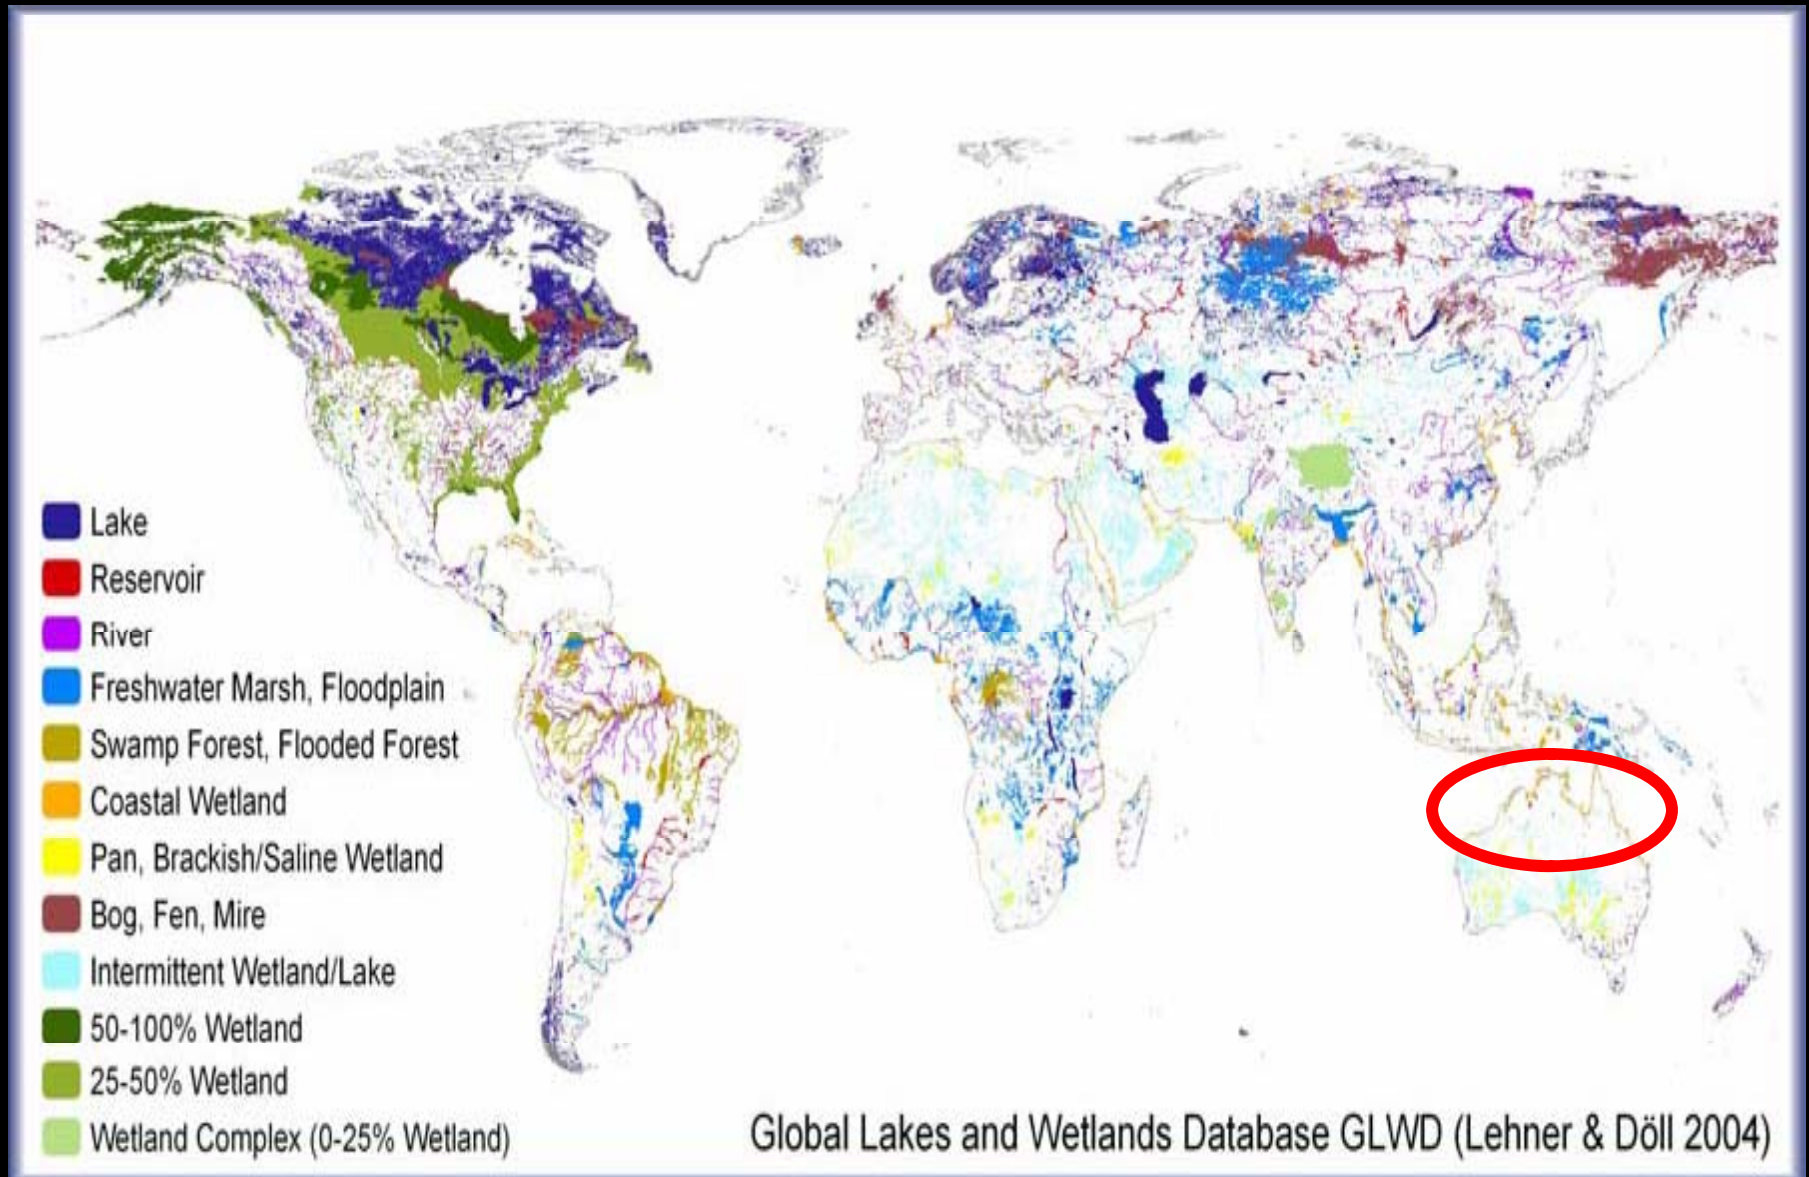 Lake
Reservoir
River
Freshwater Marsh, Floodplain
Swamp Forest, Flooded Forest
Coastal Wetland
Pan, Brackish/Saline Wetland
Bog, Fen, Mire
Intermittent Wetland/Lake
50-100% Wetland
25-50% Wetland
Wetland Complex (0-25% Wetland)
Global Lakes and Wetlands Database GLWD (Lehner & Döll 2004)